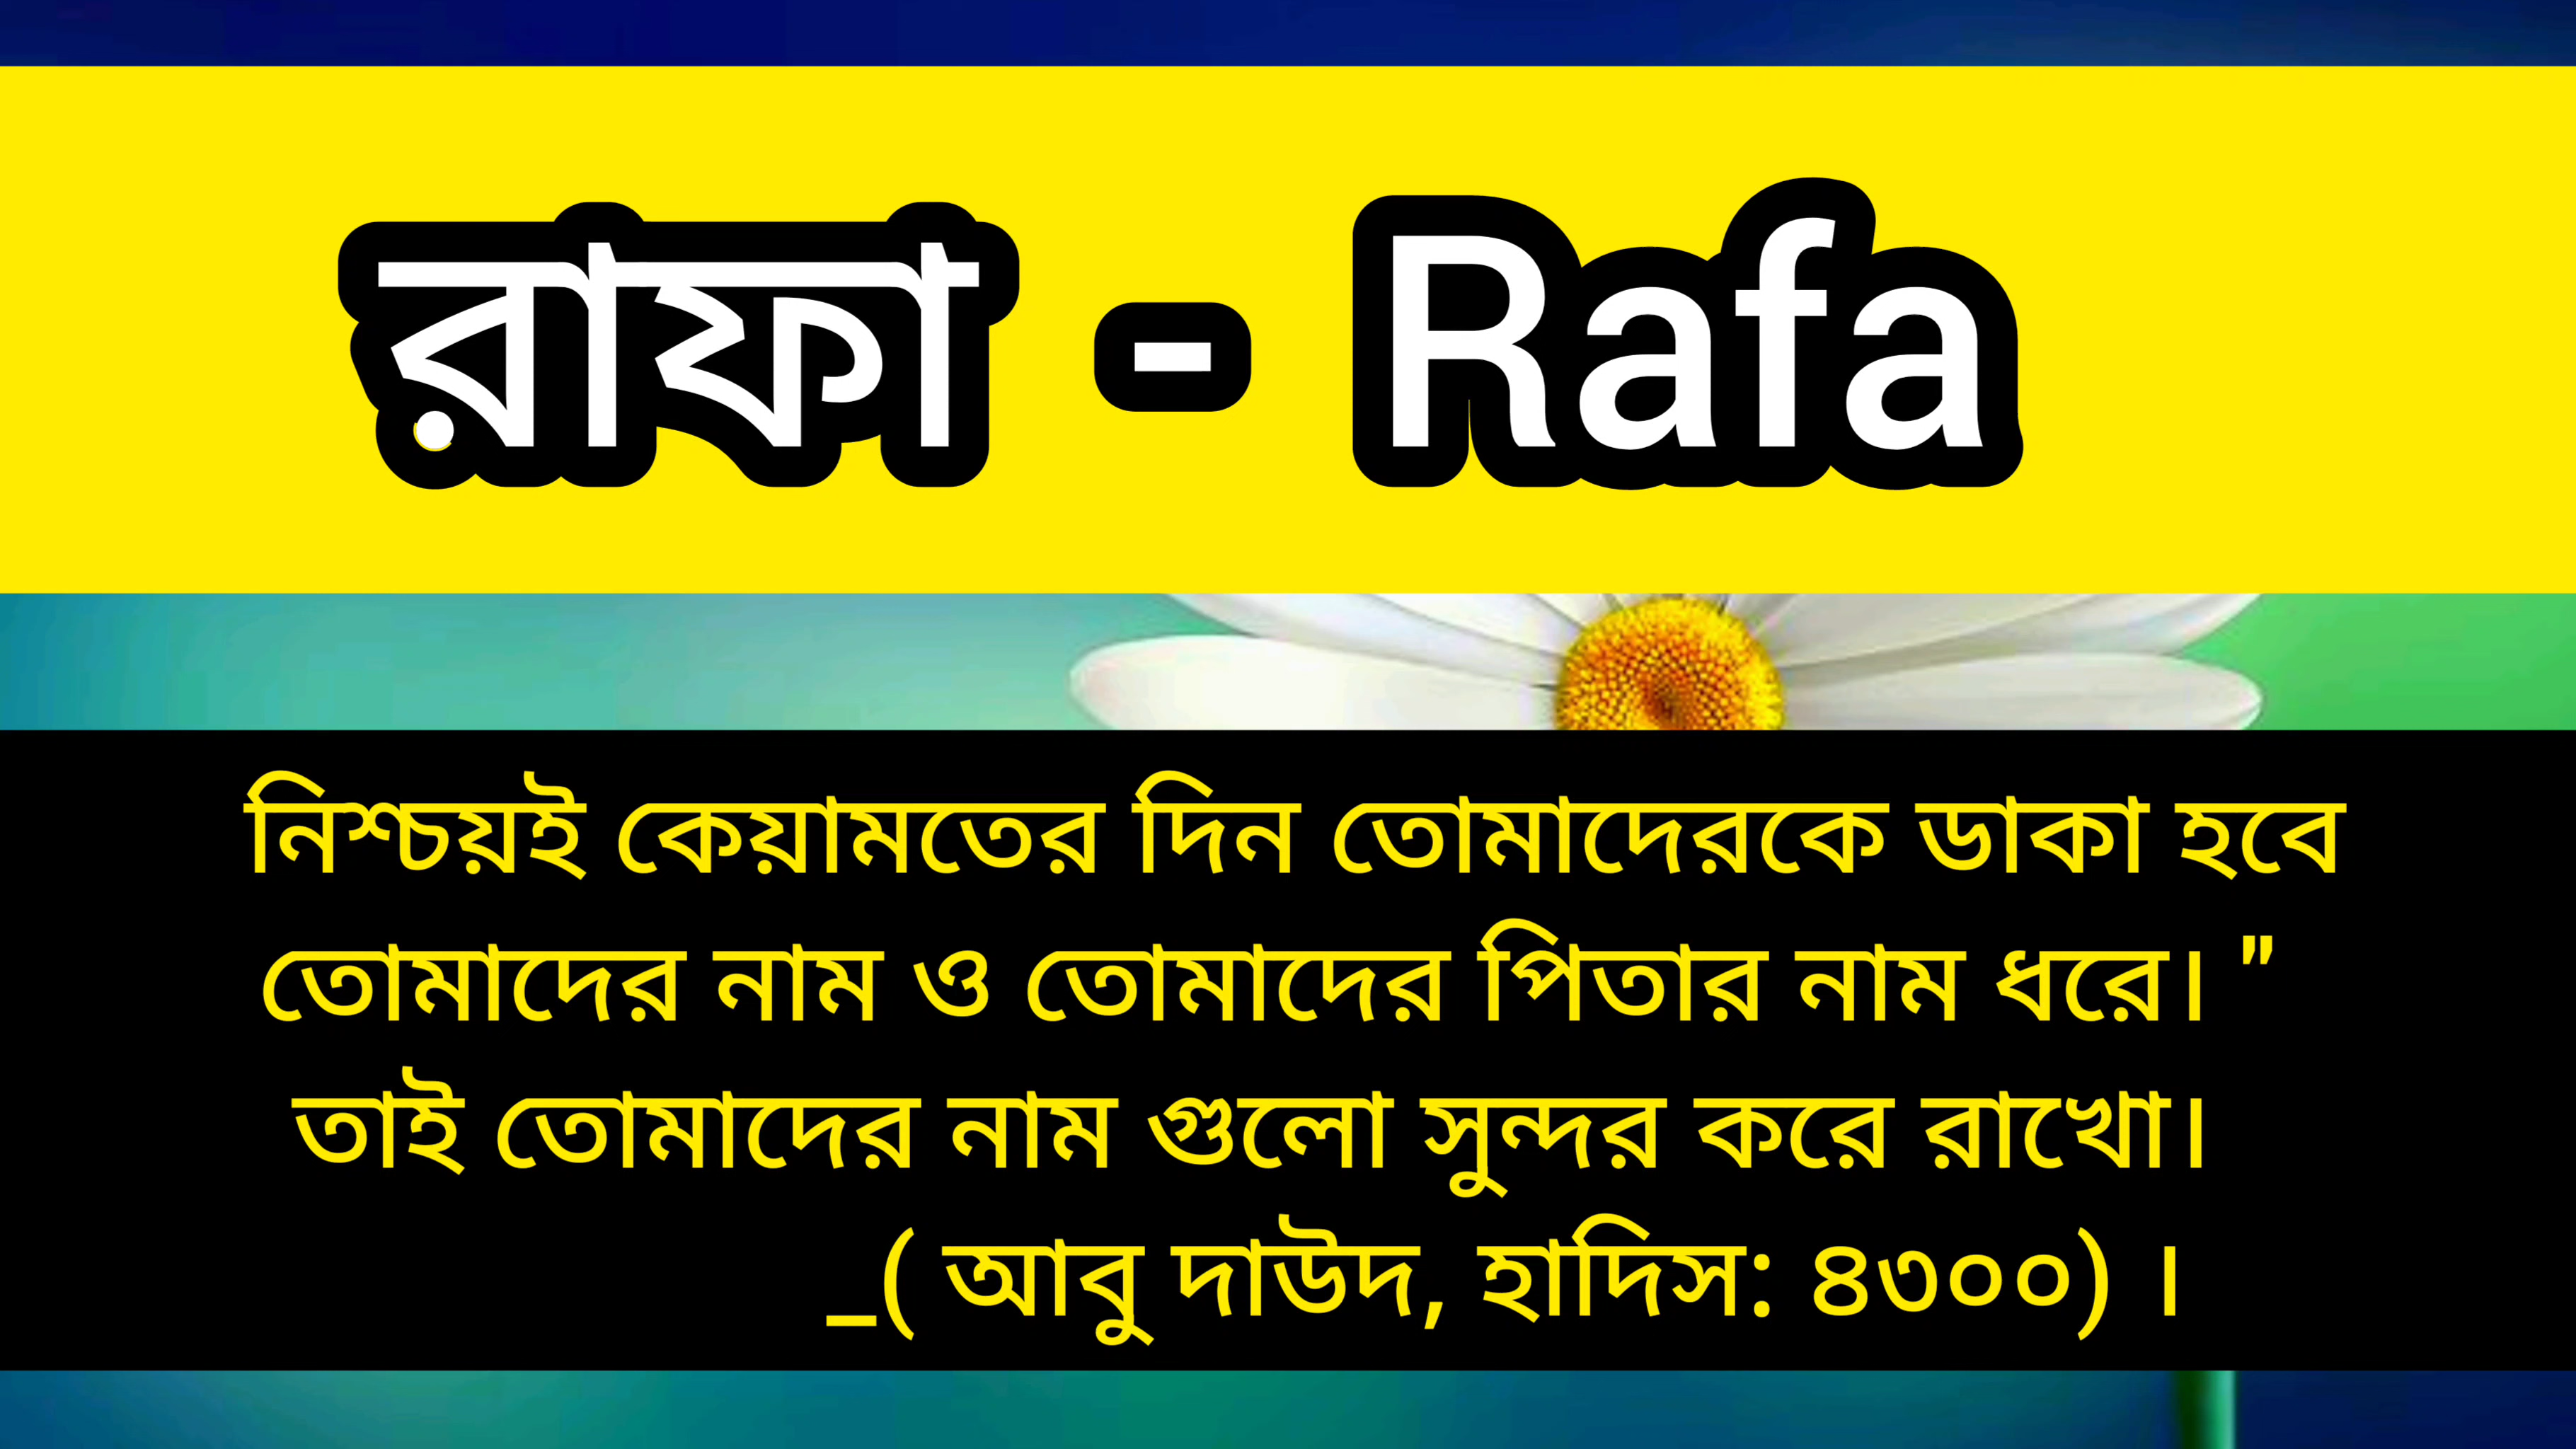 রাফা - Rafa
নিশ্চয়ই কেয়ামতের দিন তোমাদেরকে ডাকা হবে
তোমাদের নাম ও তোমাদের পিতার নাম ধরে। "
তাই তোমাদের নাম গুলো সুন্দর করে রাখো।
_( আবু দাউদ, হাদিস: ৪৩০০) ।